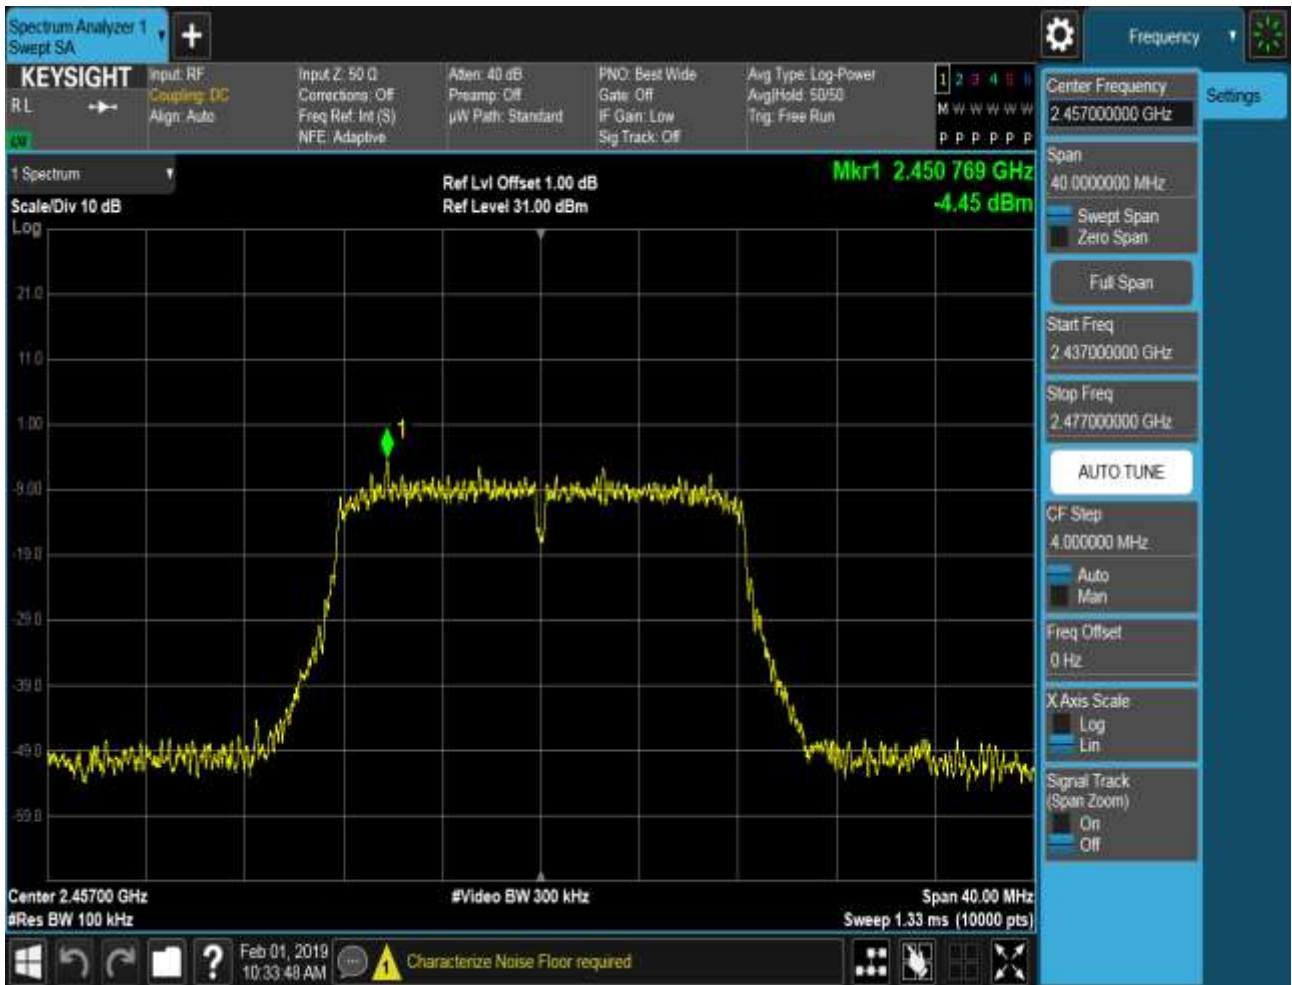 Spectrum Analyzer 1
Swept SA
Frequency
KEYSIGHT
R L
Input: RF
Coupling: DC
Align: Auto
Input Z: 50 Ω
Corrections: Off
Freq Ref: Int (S)
NFE: Adaptive
Atten: 40 dB
Preamp: Off
µW Path: Standard
PNO: Best Wide
Gate: Off
IF Gain: Low
Sig Track: Off
Avg Type: Log-Power
Avg|Hold: 50/50
Trig: Free Run
1 2 3 4 5 6
M W W W W W
P P P P P P
1 Spectrum
Scale/Div 10 dB
Log
Ref Lvl Offset 1.00 dB
Ref Level 31.00 dBm
Mkr1 2.450 769 GHz
-4.45 dBm
21.0
11.0
1.00
-9.00
-19.0
-29.0
-39.0
-49.0
-59.0
1
Center 2.45700 GHz
#Res BW 100 kHz
#Video BW 300 kHz
Span 40.00 MHz
Sweep 1.33 ms (10000 pts)
Feb 01, 2019
10:33:48 AM
Characterize Noise Floor required
Center Frequency
2.457000000 GHz
Settings
Span
40.0000000 MHz
Swept Span
Zero Span
Full Span
Start Freq
2.437000000 GHz
Stop Freq
2.477000000 GHz
AUTO TUNE
CF Step
4.000000 MHz
Auto
Man
Freq Offset
0 Hz
X Axis Scale
Log
Lin
Signal Track
(Span Zoom)
On
Off